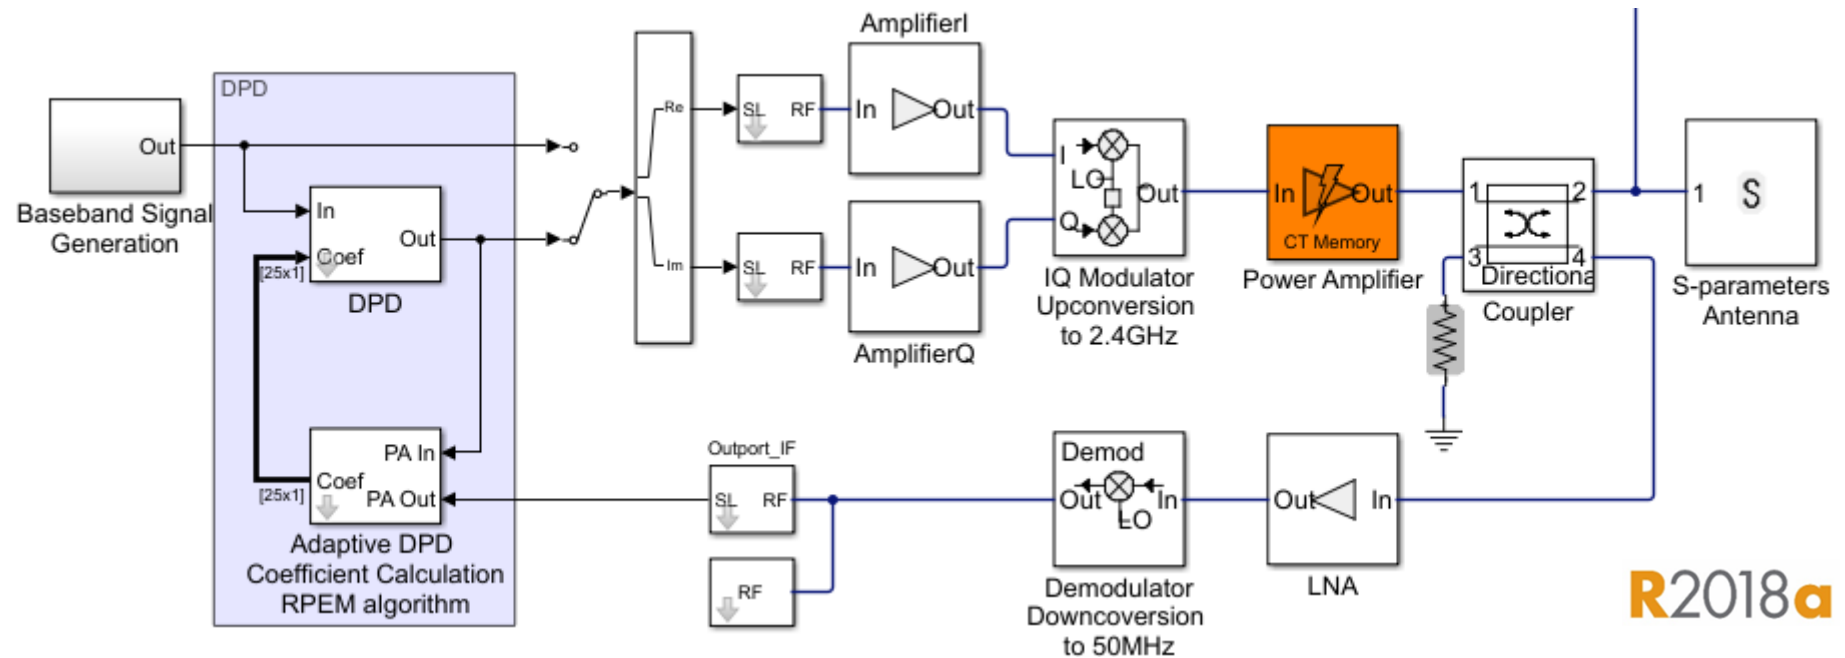 AmplifierI
DPD
Out
Baseband Signal
Generation
In
Coef
Out
[25x1]
DPD
Re
Im
SL RF
In Out
SL RF
In Out
AmplifierQ
I
LO
Q
Out
IQ Modulator
Upconversion
to 2.4GHz
In Out
CT Memory
Power Amplifier
1 2
3 4
Directiona
Coupler
1 S
S-parameters
Antenna
PA In
Coef
PA Out
[25x1]
Adaptive DPD
Coefficient Calculation
RPEM algorithm
Outport_IF
SL RF
RF
Demod
Out In
LO
Demodulator
Downcoversion
to 50MHz
Out In
LNA
R2018a